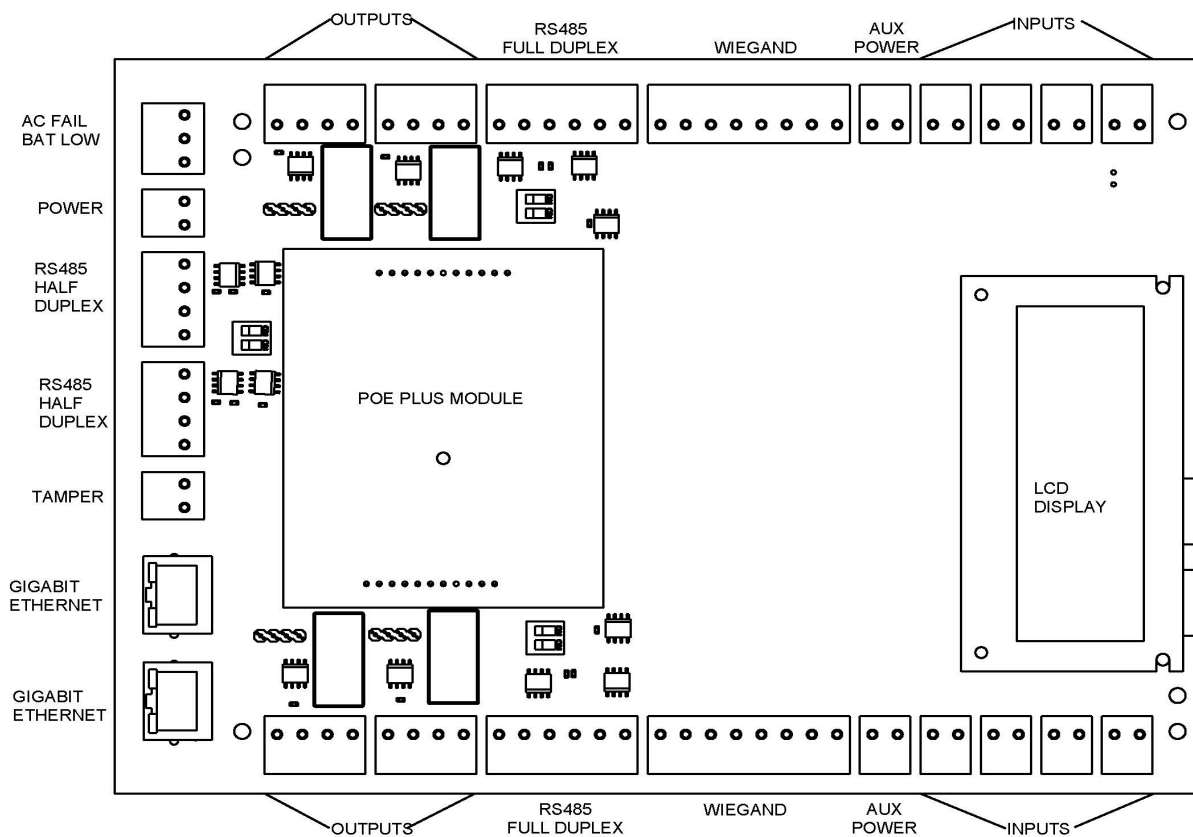 OUTPUTS
RS485
FULL DUPLEX
WIEGAND
AUX
POWER
INPUTS
AC FAIL
BAT LOW
POWER
RS485
HALF
DUPLEX
RS485
HALF
DUPLEX
TAMPER
GIGABIT
ETHERNET
GIGABIT
ETHERNET
POE PLUS MODULE
LCD
DISPLAY
OUTPUTS
RS485
FULL DUPLEX
WIEGAND
AUX
POWER
INPUTS